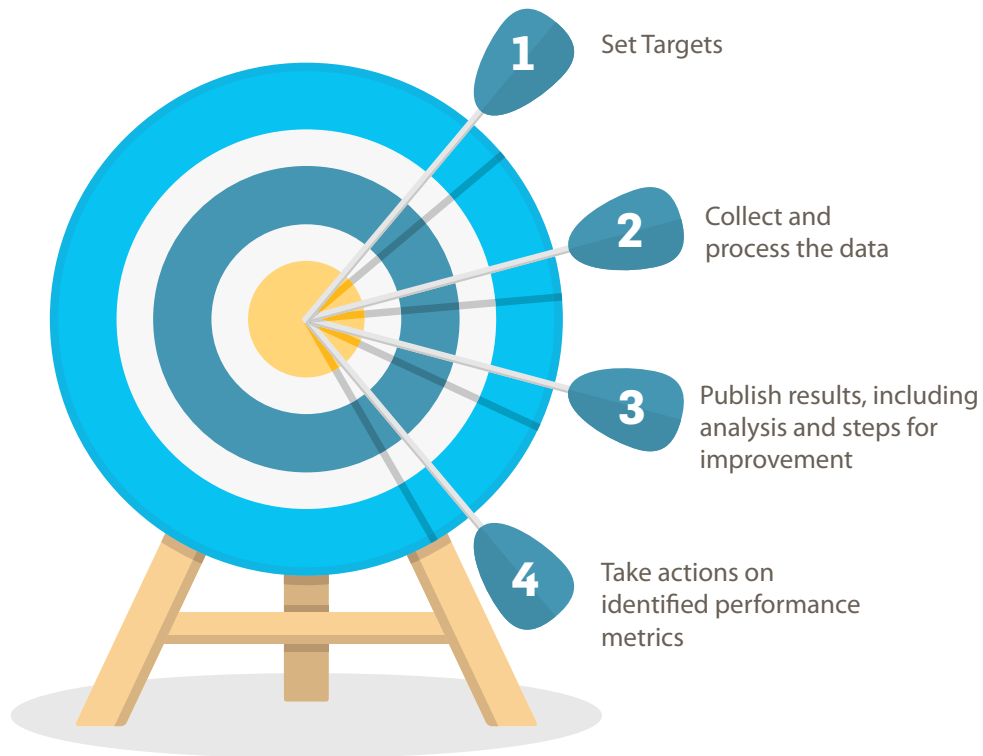 1
Set Targets
2
Collect and
process the data
3
Publish results, including
analysis and steps for
improvement
4
Take actions on
identified performance
metrics